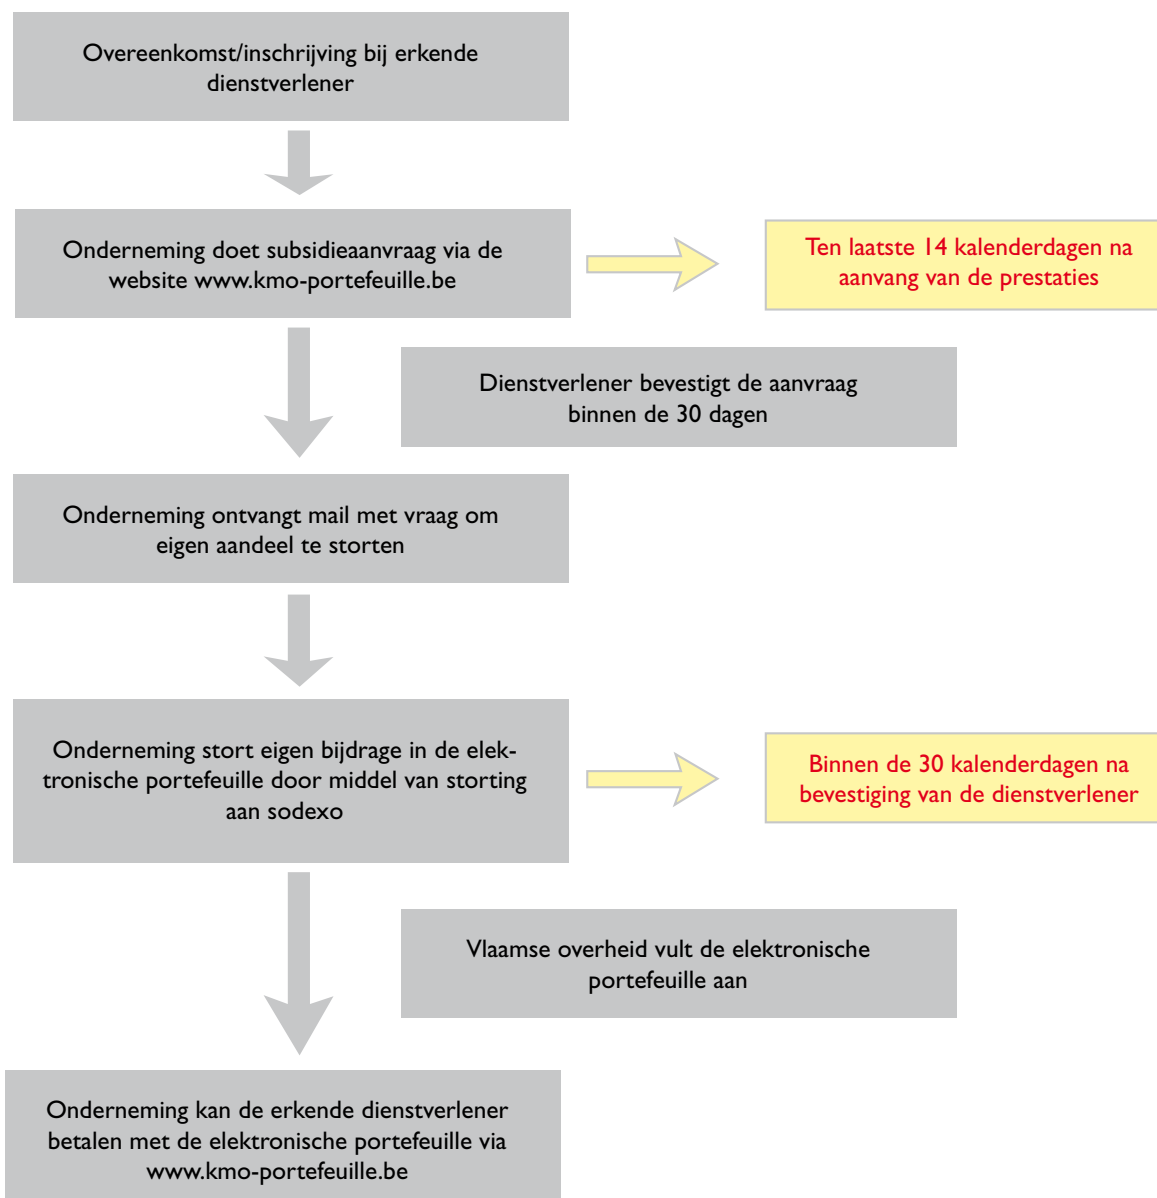 Overeenkomst/inschrijving bij erkende
dienstverlener
Onderneming doet subsidieaanvraag via de
website www.kmo-portefeuille.be
Ten laatste 14 kalenderdagen na
aanvang van de prestaties
Dienstverlener bevestigt de aanvraag
binnen de 30 dagen
Onderneming ontvangt mail met vraag om
eigen aandeel te storten
Onderneming stort eigen bijdrage in de elek-
tronische portefeuille door middel van storting
aan sodexo
Binnen de 30 kalenderdagen na
bevestiging van de dienstverlener
Vlaamse overheid vult de elektronische
portefeuille aan
Onderneming kan de erkende dienstverlener
betalen met de elektronische portefeuille via
www.kmo-portefeuille.be